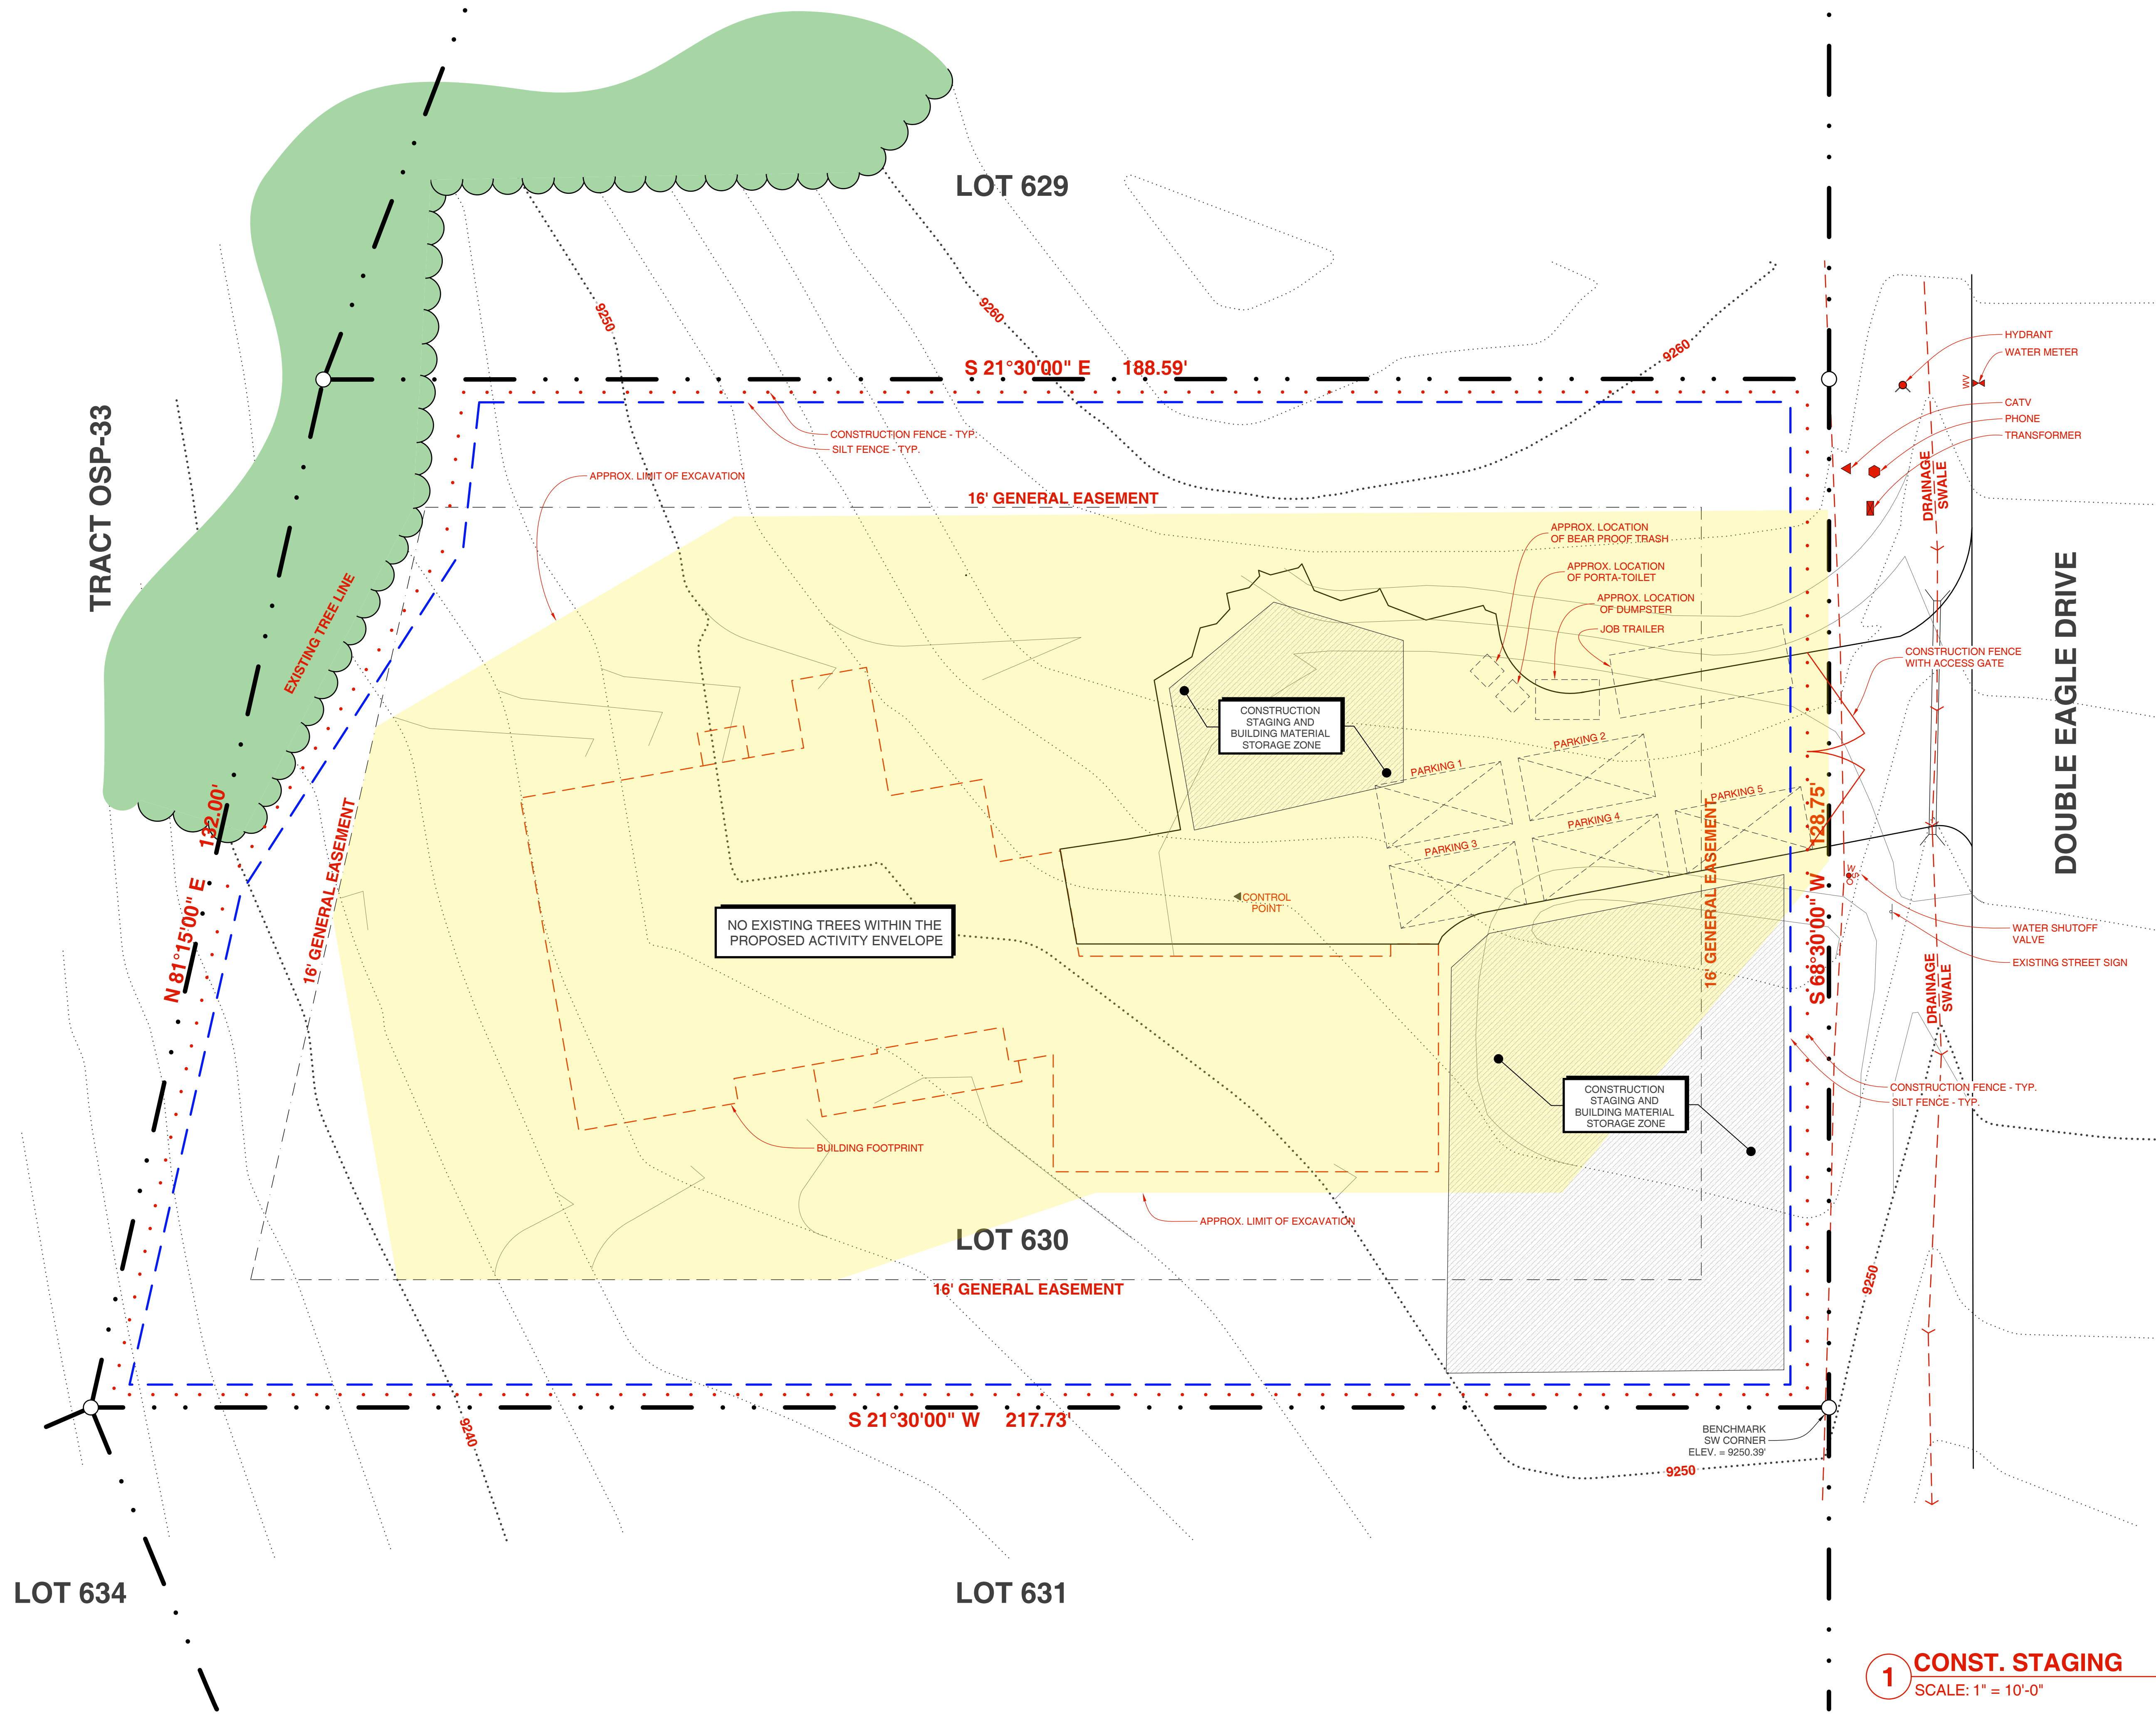 LOT 629
9250
9260
9260
HYDRANT
WATER METER
WV
S 21°30'00" E 188.59'
CATV
PHONE
TRANSFORMER
CONSTRUCTION FENCE - TYP.
SILT FENCE - TYP.
APPROX. LIMIT OF EXCAVATION
16' GENERAL EASEMENT
TRACT OSP-33
DRAINAGE
SWALE
APPROX. LOCATION
OF BEAR PROOF TRASH
APPROX. LOCATION
OF PORTA-TOILET
APPROX. LOCATION
OF DUMPSTER
JOB TRAILER
EXISTING TREE LINE
CONSTRUCTION FENCE
WITH ACCESS GATE
DOUBLE EAGLE DRIVE
CONSTRUCTION
STAGING AND
BUILDING MATERIAL
STORAGE ZONE
PARKING 1
PARKING 2
PARKING 3
PARKING 4
PARKING 5
N 81°15'00" E 132.00'
16' GENERAL EASEMENT
CONTROL
POINT
16' GENERAL EASEMENT
S 68°30'00" W 128.75'
WSO
NO EXISTING TREES WITHIN THE
PROPOSED ACTIVITY ENVELOPE
WATER SHUTOFF
VALVE
EXISTING STREET SIGN
DRAINAGE
SWALE
CONSTRUCTION
STAGING AND
BUILDING MATERIAL
STORAGE ZONE
CONSTRUCTION FENCE - TYP.
SILT FENCE - TYP.
BUILDING FOOTPRINT
APPROX. LIMIT OF EXCAVATION
LOT 630
16' GENERAL EASEMENT
9250
S 21°30'00" W 217.73'
9240
BENCHMARK
SW CORNER
ELEV. = 9250.39'
9250
LOT 634
LOT 631
1 CONST. STAGING
SCALE: 1" = 10'-0"